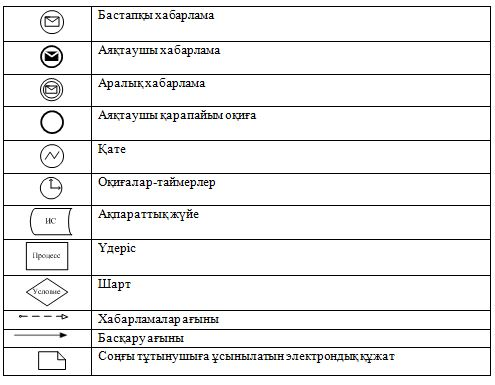 Бастапқы хабарлама
Аяқтаушы хабарлама
Аралық хабарлама
Аяқтаушы қарапайым оқиға
Қате
Оқиғалар-таймерлер
ИС
Ақпараттық жүйе
Процесс
Үдеріс
Условие
Шарт
Хабарламалар ағыны
Басқару ағыны
Соңғы тұтынушыға ұсынылатын электрондық құжат